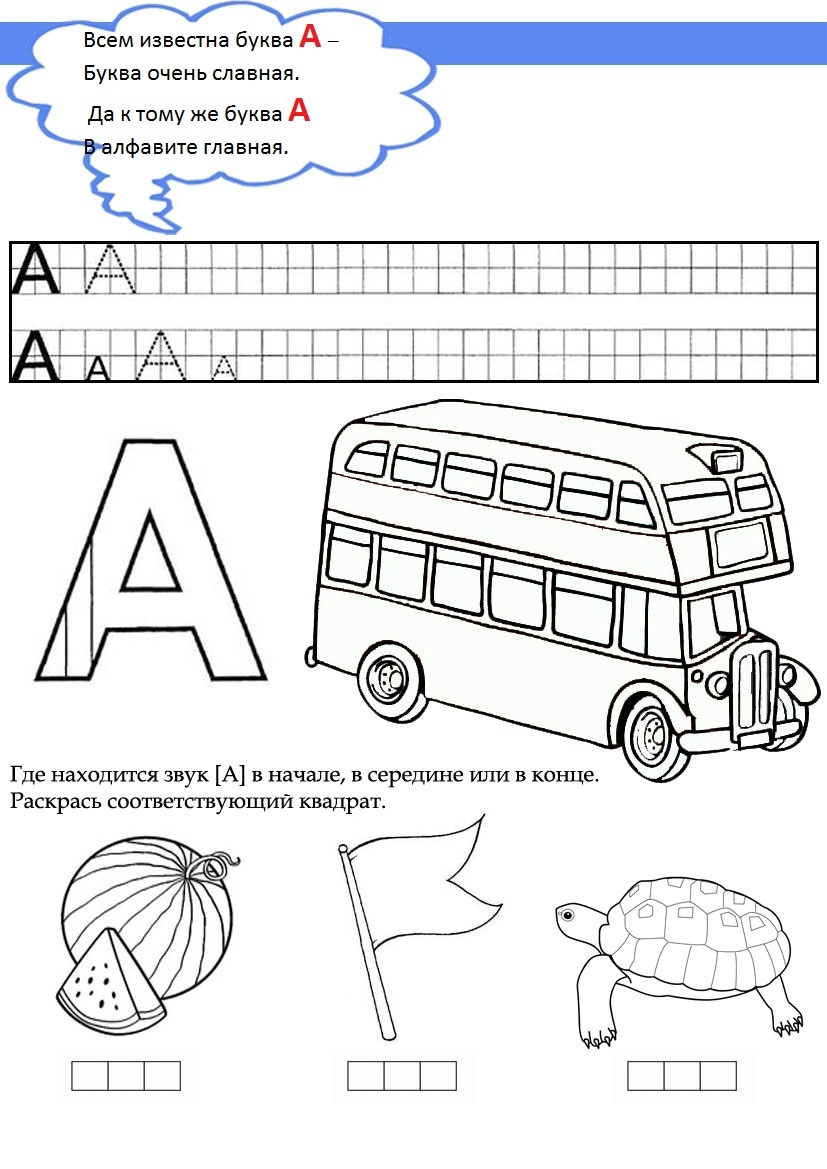 Всем известна буква А –
Буква очень славная.
Да к тому же буква А
В алфавите главная.
А А
А А А А
А
Где находится звук [А] в начале, в середине или в конце.
Раскрась соответствующий квадрат.